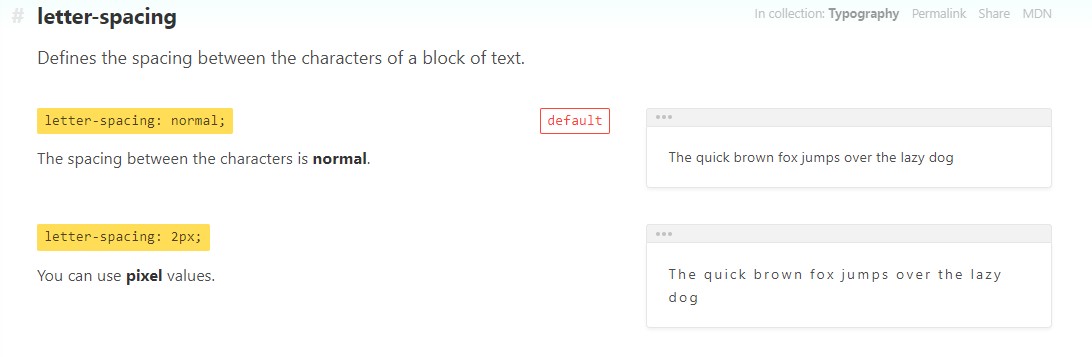 # letter-spacing
In collection: Typography Permalink Share MDN
Defines the spacing between the characters of a block of text.
letter-spacing: normal;
default
The spacing between the characters is normal.
The quick brown fox jumps over the lazy dog
letter-spacing: 2px;
You can use pixel values.
The quick brown fox jumps over the lazy
dog